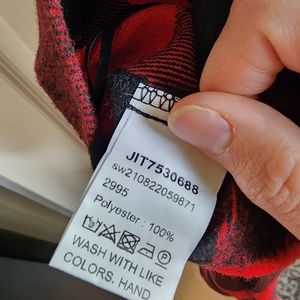 JIT7530688
sw210822059871
2995
Polyester : 100%
WASH WITH LIKE
COLORS. HAND